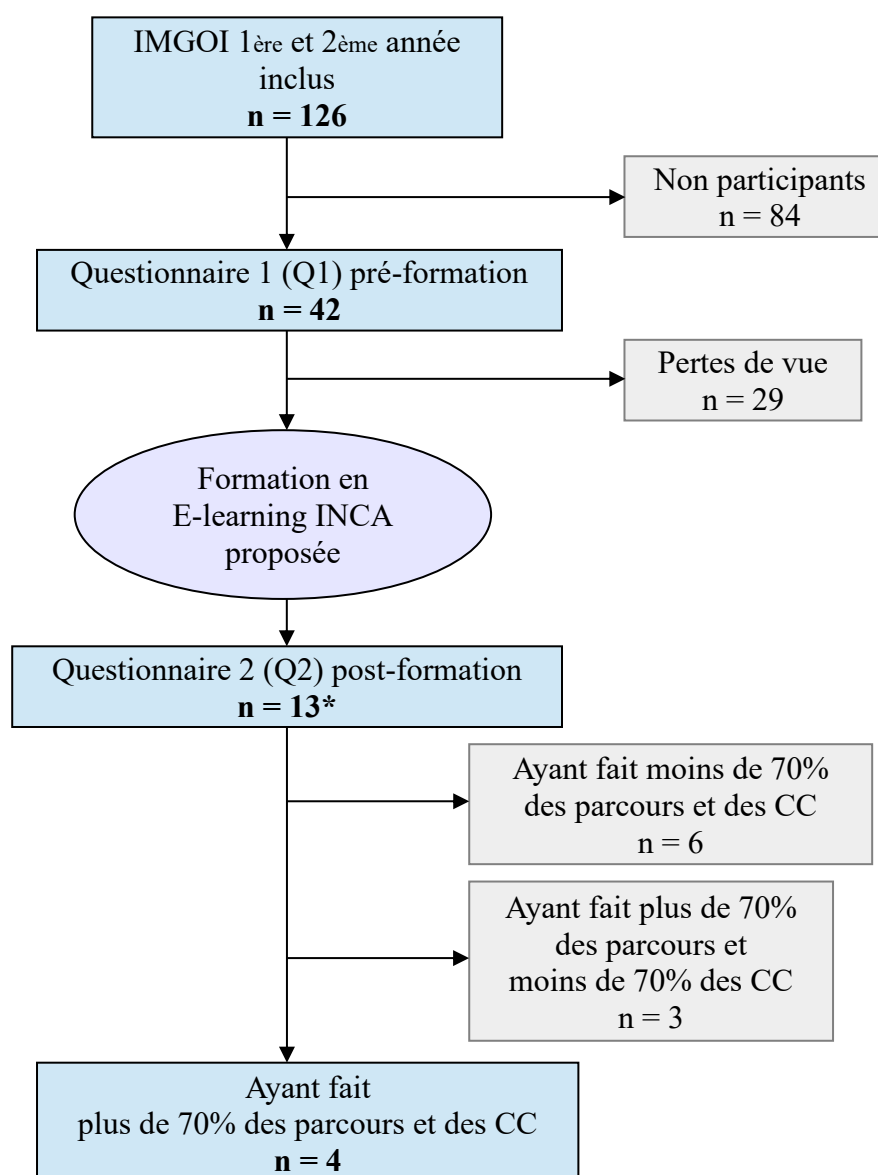 IMGOI 1ère et 2ème année
inclus
n = 126
Non participants
n = 84
Questionnaire 1 (Q1) pré-formation
n = 42
Pertes de vue
n = 29
Formation en
E-learning INCA
proposée
Questionnaire 2 (Q2) post-formation
n = 13*
Ayant fait moins de 70%
des parcours et des CC
n = 6
Ayant fait plus de 70%
des parcours et
moins de 70% des CC
n = 3
Ayant fait
plus de 70% des parcours et des CC
n = 4